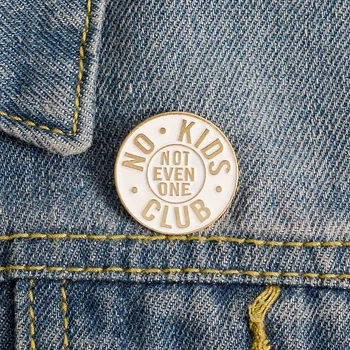 NO · KIDS
NOT
EVEN
ONE
· CLUB ·